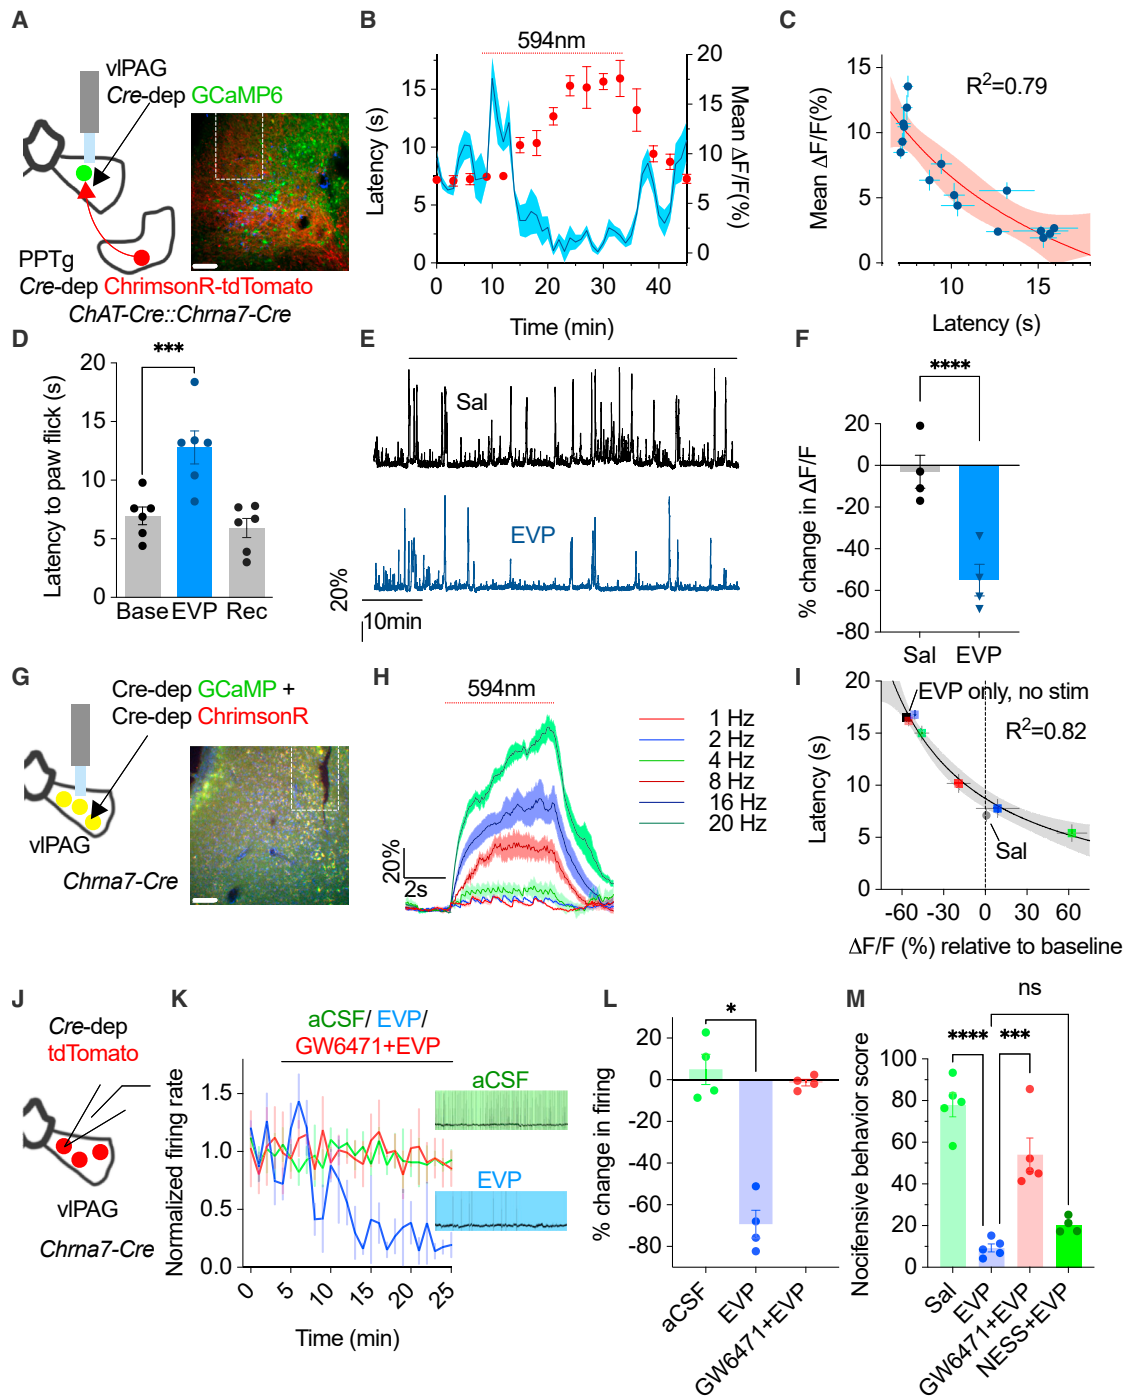 A
vlPAG
Cre-dep GCaMP6
PPTg
Cre-dep ChrimsonR-tdTomato
ChAT-Cre::Chrna7-Cre
B
594nm
Latency (s)
15
10
5
0
20
15
10
5
0
Mean ΔF/F(%)
0 10 20 30 40
Time (min)
C
R2=0.79
Mean ΔF/F(%)
15
10
5
0
10 15
Latency (s)
D
***
Latency to paw flick (s)
20
15
10
5
0
Base EVP Rec
E
Sal
EVP
20%
10min
F
****
% change in ΔF/F
20
0
-20
-40
-60
-80
Sal EVP
G
Cre-dep GCaMP +
Cre-dep ChrimsonR
vlPAG
Chrna7-Cre
H
594nm
20%
2s
1 Hz
2 Hz
4 Hz
8 Hz
16 Hz
20 Hz
I
EVP only, no stim
R2=0.82
Sal
Latency (s)
20
15
10
5
0
-60 -30 0 30 60
ΔF/F (%) relative to baseline
J
Cre-dep
tdTomato
vlPAG
Chrna7-Cre
K
aCSF/ EVP/
GW6471+EVP
aCSF
EVP
Normalized firing rate
1.5
1.0
0.5
0.0
0 5 10 15 20 25
Time (min)
L
*
% change in firing
20
0
-20
-40
-60
-80
aCSF
EVP
GW6471+EVP
M
ns
**** ***
Nocifensive behavior score
100
80
60
40
20
0
Sal
EVP
GW6471+EVP
NESS+EVP